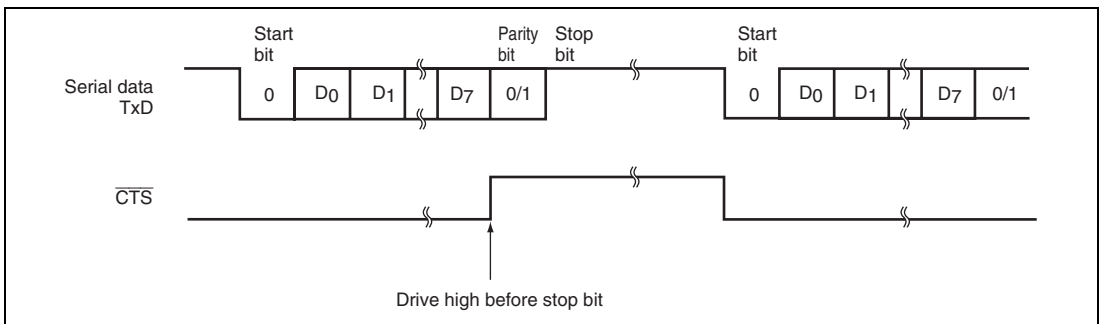 Start bit
Parity bit
Stop bit
Start bit
Serial data TxD
0
D0
D1
D7
0/1
0
D0
D1
D7
0/1
CTS
Drive high before stop bit